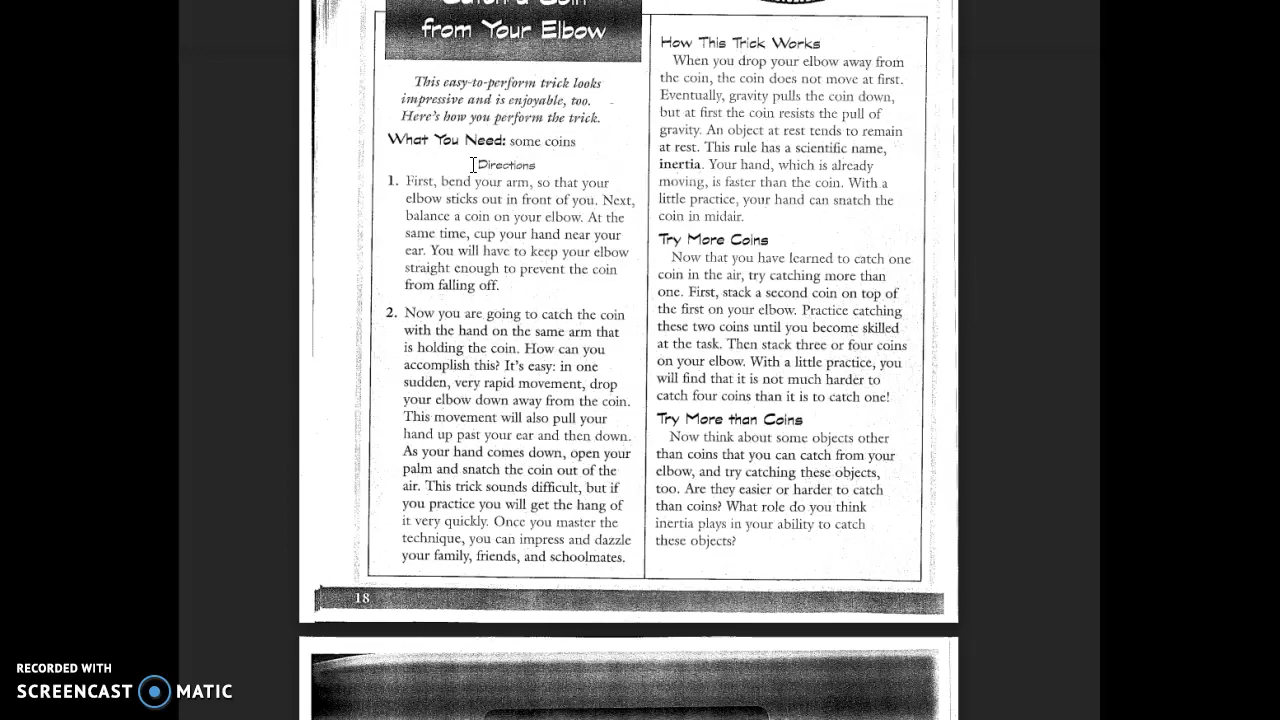 Catch a Coin
from Your Elbow
This easy-to-perform trick looks
impressive and is enjoyable, too.
Here's how you perform the trick.
What You Need: some coins
Directions
1. First, bend your arm, so that your
elbow sticks out in front of you. Next,
balance a coin on your elbow. At the
same time, cup your hand near your
ear. You will have to keep your elbow
straight enough to prevent the coin
from falling off.
2. Now you are going to catch the coin
with the hand on the same arm that
is holding the coin. How can you
accomplish this? It's easy: in one
sudden, very rapid movement, drop
your elbow down away from the coin.
This movement will also pull your
hand up past your ear and then down.
As your hand comes down, open your
palm and snatch the coin out of the
air. This trick sounds difficult, but if
you practice you will get the hang of
it very quickly. Once you master the
technique, you can impress and dazzle
your family, friends, and schoolmates.
How This Trick Works
When you drop your elbow away from
the coin, the coin does not move at first.
Eventually, gravity pulls the coin down,
but at first the coin resists the pull of
gravity. An object at rest tends to remain
at rest. This rule has a scientific name,
inertia. Your hand, which is already
moving, is faster than the coin. With a
little practice, your hand can snatch the
coin in midair.
Try More Coins
Now that you have learned to catch one
coin in the air, try catching more than
one. First, stack a second coin on top of
the first on your elbow. Practice catching
these two coins until you become skilled
at the task. Then stack three or four coins
on your elbow. With a little practice, you
will find that it is not much harder to
catch four coins than it is to catch one!
Try More than Coins
Now think about some objects other
than coins that you can catch from your
elbow, and try catching these objects,
too. Are they easier or harder to catch
than coins? What role do you think
inertia plays in your ability to catch
these objects?
18
RECORDED WITH
SCREENCAST MATIC